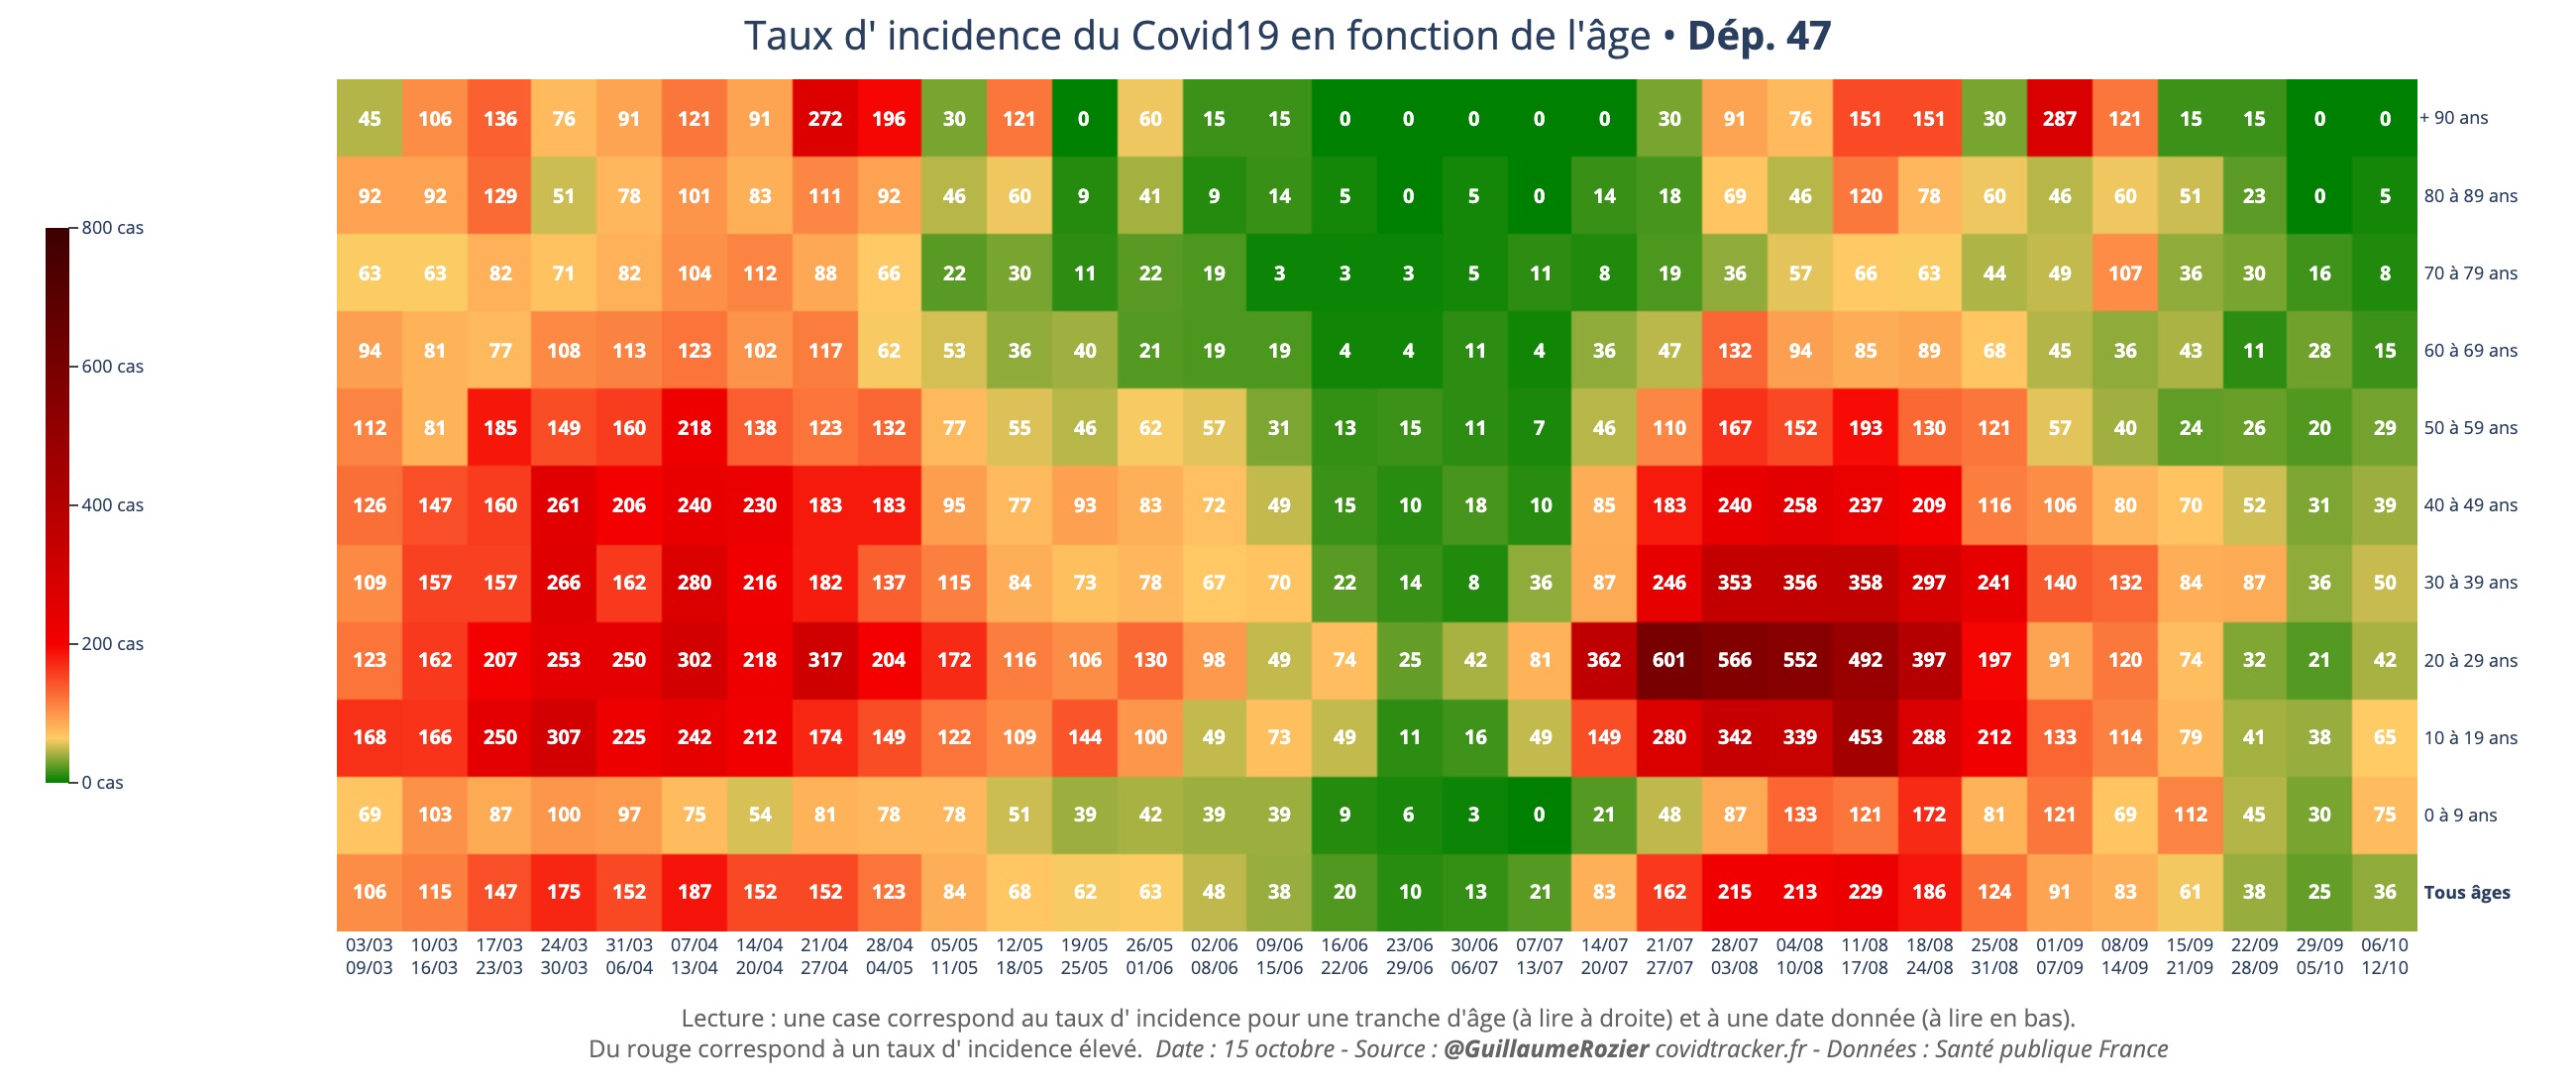 Taux d' incidence du Covid19 en fonction de l'âge • Dép. 47
800 cas
600 cas
400 cas
200 cas
0 cas
45 106 136 76 91 121 91 272 196 30 121 0 60 15 15 0 0 0 0 0 30 91 76 151 151 30 287 121 15 15 0 0 + 90 ans
92 92 129 51 78 101 83 111 92 46 60 9 41 9 14 5 0 5 0 14 18 69 46 120 78 60 46 60 51 23 0 5 80 à 89 ans
63 63 82 71 82 104 112 88 66 22 30 11 22 19 3 3 3 5 11 8 19 36 57 66 63 44 49 107 36 30 16 8 70 à 79 ans
94 81 77 108 113 123 102 117 62 53 36 40 21 19 19 4 4 11 4 36 47 132 94 85 89 68 45 36 43 11 28 15 60 à 69 ans
112 81 185 149 160 218 138 123 132 77 55 46 62 57 31 13 15 11 7 46 110 167 152 193 130 121 57 40 24 26 20 29 50 à 59 ans
126 147 160 261 206 240 230 183 183 95 77 93 83 72 49 15 10 18 10 85 183 240 258 237 209 116 106 80 70 52 31 39 40 à 49 ans
109 157 157 266 162 280 216 182 137 115 84 73 78 67 70 22 14 8 36 87 246 353 356 358 297 241 140 132 84 87 36 50 30 à 39 ans
123 162 207 253 250 302 218 317 204 172 116 106 130 98 49 74 25 42 81 362 601 566 552 492 397 197 91 120 74 32 21 42 20 à 29 ans
168 166 250 307 225 242 212 174 149 122 109 144 100 49 73 49 11 16 49 149 280 342 339 453 288 212 133 114 79 41 38 65 10 à 19 ans
69 103 87 100 97 75 54 81 78 78 51 39 42 39 39 9 6 3 0 21 48 87 133 121 172 81 121 69 112 45 30 75 0 à 9 ans
106 115 147 175 152 187 152 152 123 84 68 62 63 48 38 20 10 13 21 83 162 215 213 229 186 124 91 83 61 38 25 36 Tous âges
03/03 10/03 17/03 24/03 31/03 07/04 14/04 21/04 28/04 05/05 12/05 19/05 26/05 02/06 09/06 16/06 23/06 30/06 07/07 14/07 21/07 28/07 04/08 11/08 18/08 25/08 01/09 08/09 15/09 22/09 29/09 06/10
09/03 16/03 23/03 30/03 06/04 13/04 20/04 27/04 04/05 11/05 18/05 25/05 01/06 08/06 15/06 22/06 29/06 06/07 13/07 20/07 27/07 03/08 10/08 17/08 24/08 31/08 07/09 14/09 21/09 28/09 05/10 12/10
Lecture : une case correspond au taux d' incidence pour une tranche d'âge (à lire à droite) et à une date donnée (à lire en bas).
Du rouge correspond à un taux d' incidence élevé. Date : 15 octobre - Source : @GuillaumeRozier covidtracker.fr - Données : Santé publique France